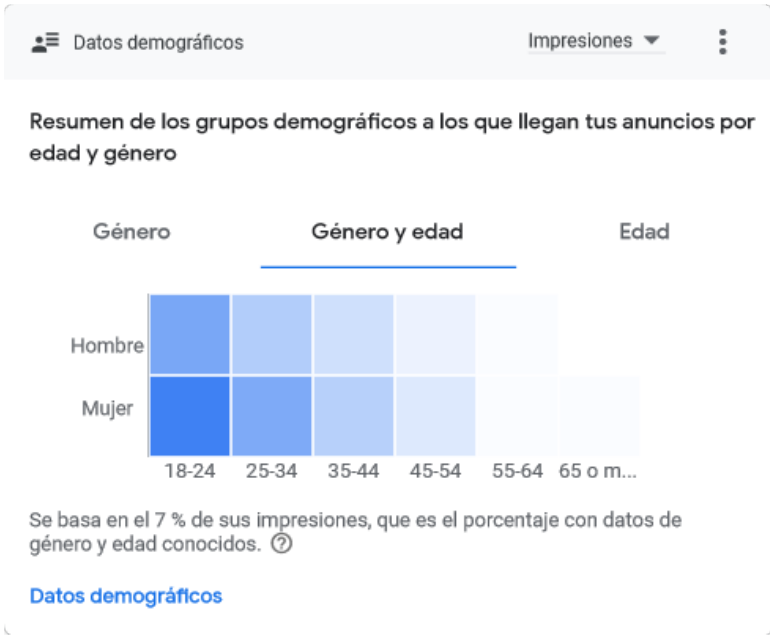 Datos demográficos
Impresiones
Resumen de los grupos demográficos a los que llegan tus anuncios por
edad y género
Género
Género y edad
Edad
Hombre
Mujer
18-24 25-34 35-44 45-54 55-64 65 o m...
Se basa en el 7 % de sus impresiones, que es el porcentaje con datos de
género y edad conocidos.
Datos demográficos